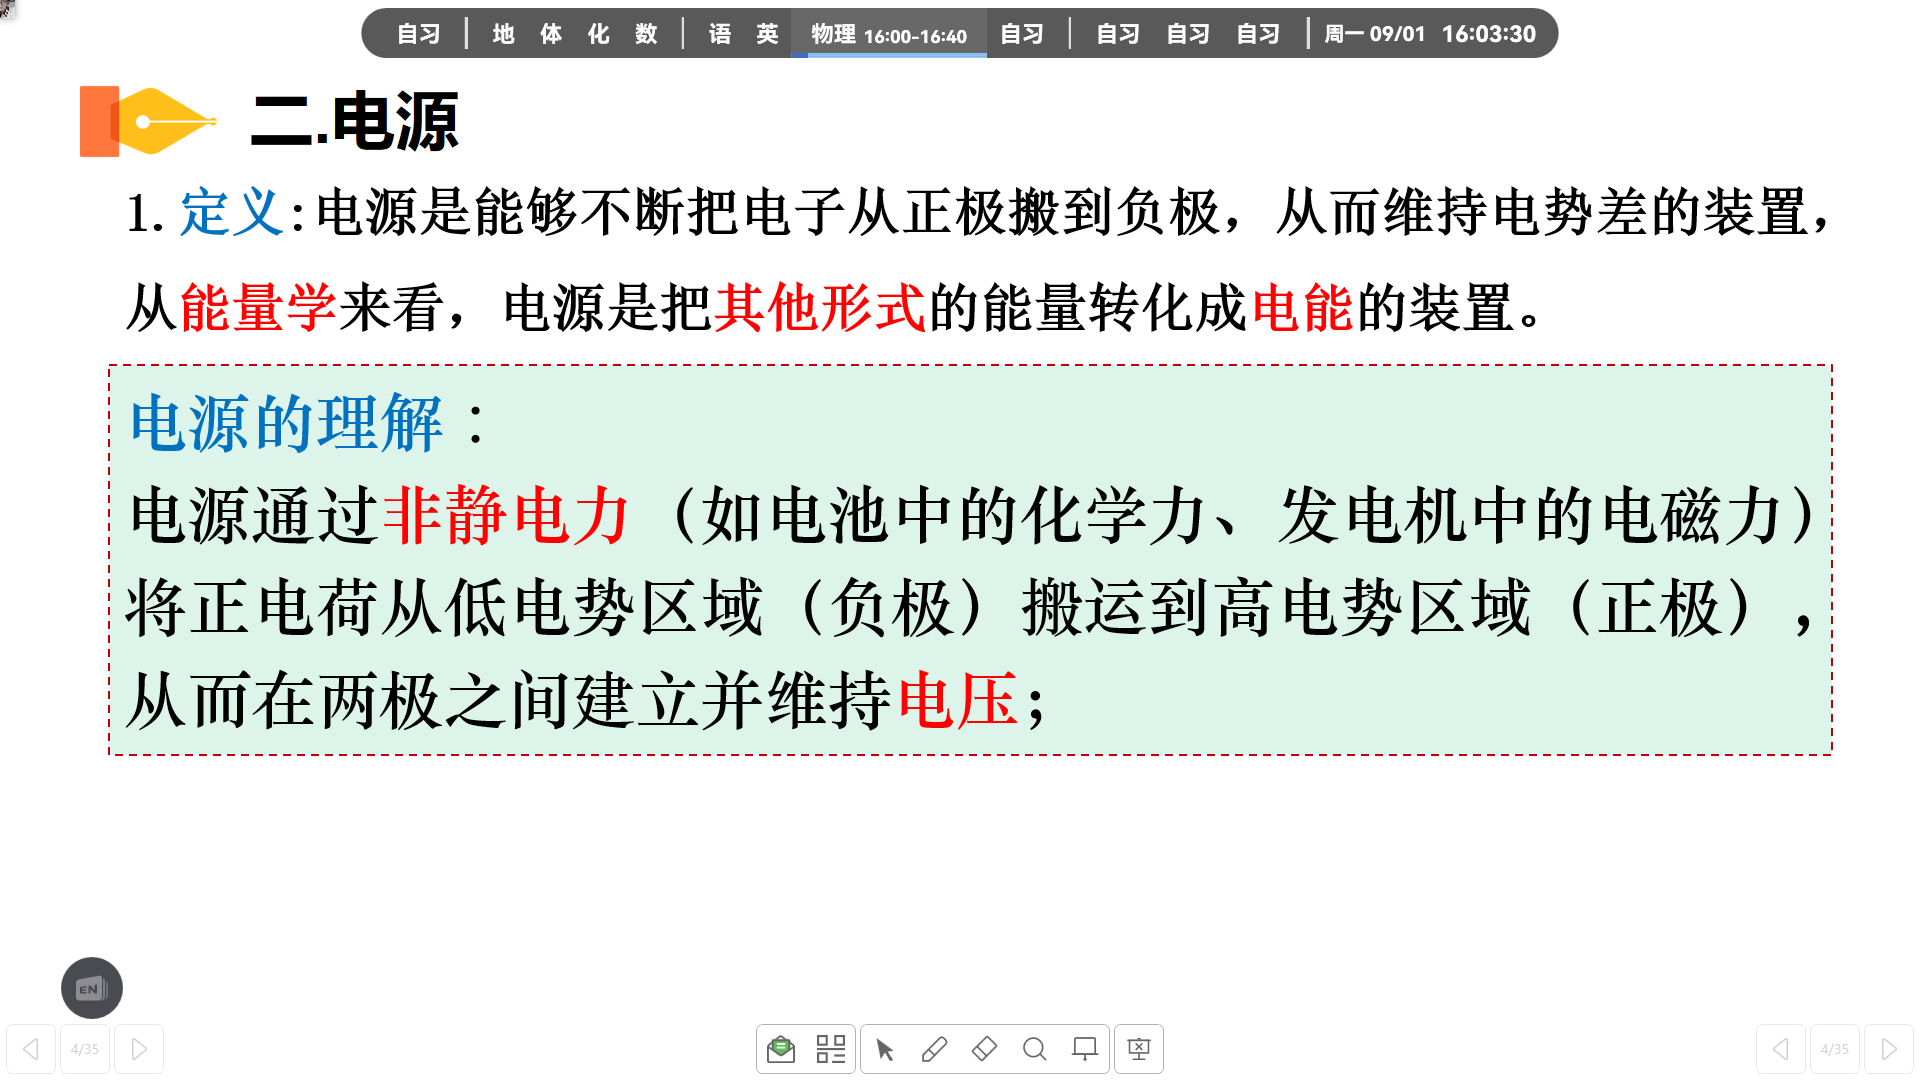 自习 地 体 化 数 语 英 物理 16:00-16:40 自习 自习 自习 自习 周一 09/01 16:03:30
二.电源
1. 定义:电源是能够不断把电子从正极搬到负极，从而维持电势差的装置，
从能量学来看，电源是把其他形式的能量转化成电能的装置。
电源的理解：
电源通过非静电力（如电池中的化学力、发电机中的电磁力）
将正电荷从低电势区域（负极）搬运到高电势区域（正极），
从而在两极之间建立并维持电压；
EN
4/35
4/35